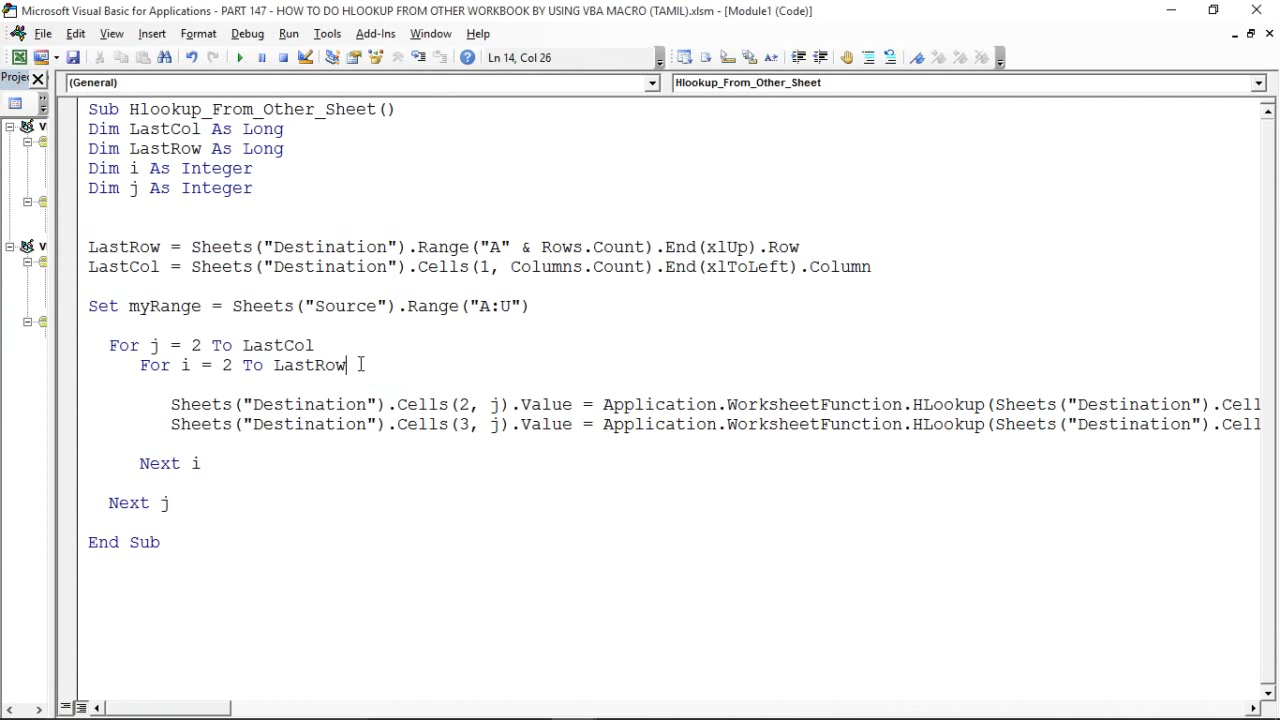 Microsoft Visual Basic for Applications - PART 147 - HOW TO DO HLOOKUP FROM OTHER WORKBOOK BY USING VBA MACRO (TAMIL).xlsm - [Module1 (Code)]
File Edit View Insert Format Debug Run Tools Add-Ins Window Help
Ln 14, Col 26
Projec
(General) Hlookup_From_Other_Sheet
Sub Hlookup_From_Other_Sheet()
Dim LastCol As Long
Dim LastRow As Long
Dim i As Integer
Dim j As Integer
LastRow = Sheets("Destination").Range("A" & Rows.Count).End(xlUp).Row
LastCol = Sheets("Destination").Cells(1, Columns.Count).End(xlToLeft).Column
Set myRange = Sheets("Source").Range("A:U")
For j = 2 To LastCol
For i = 2 To LastRow
Sheets("Destination").Cells(2, j).Value = Application.WorksheetFunction.HLookup(Sheets("Destination").Cell
Sheets("Destination").Cells(3, j).Value = Application.WorksheetFunction.HLookup(Sheets("Destination").Cell
Next i
Next j
End Sub